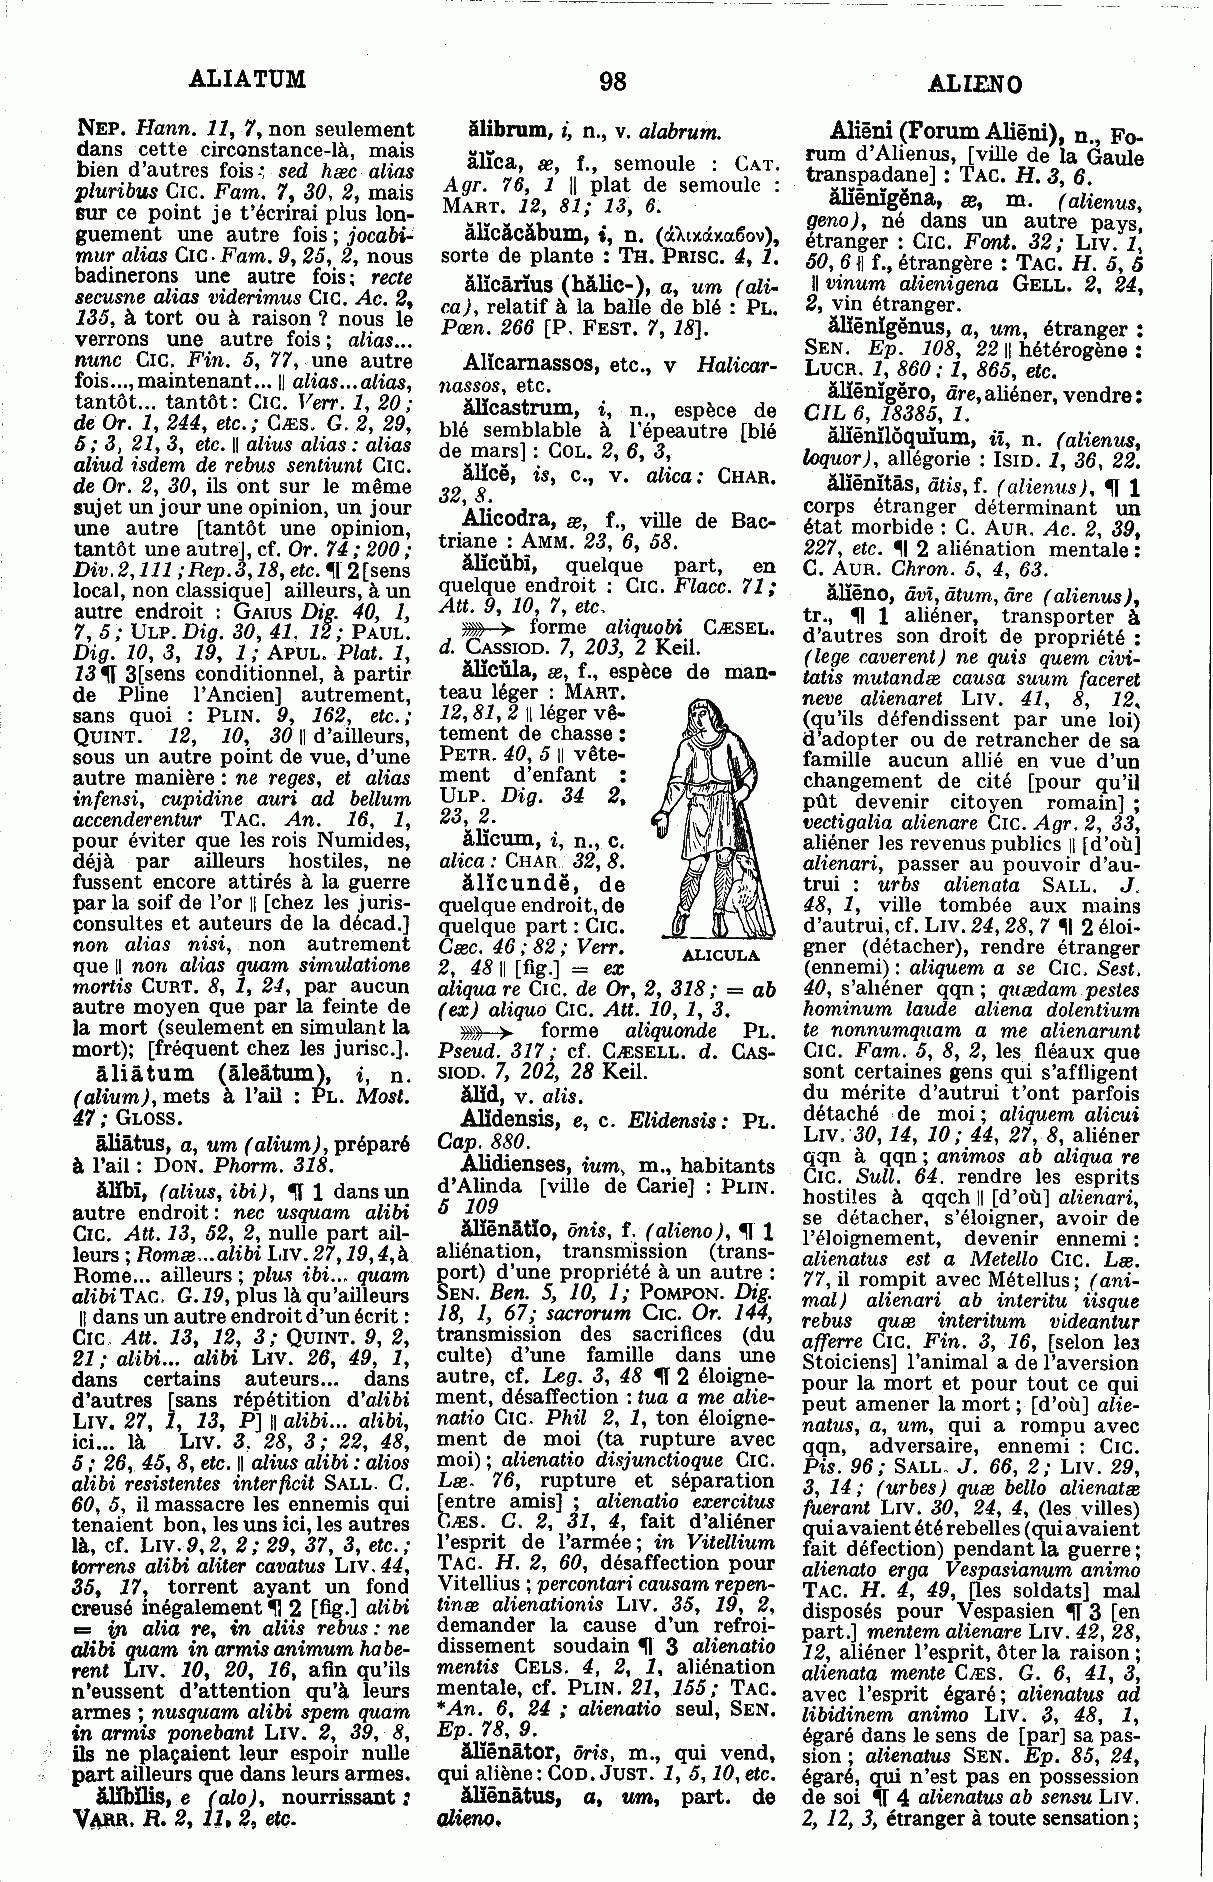 ALIATUM
98
ALIENO
NEP. Hann. 11, 7, non seulement
dans cette circonstance-là, mais
bien d'autres fois ; sed hæc alias
pluribus CIC. Fam. 7, 30, 2, mais
sur ce point je t'écrirai plus lon-
guement une autre fois ; jocabi-
mur alias CIC. Fam. 9, 25, 2, nous
badinerons une autre fois; recte
secusne alias viderimus CIC. Ac. 2,
135, à tort ou à raison ? nous le
verrons une autre fois; alias...
nunc CIC. Fin. 5, 77, une autre
fois..., maintenant... || alias...alias,
tantôt... tantôt : CIC. Verr. 1, 20;
de Or. 1, 244, etc.; CÆS. G. 2, 29,
5; 3, 21, 3, etc. || alius alias : alias
aliud isdem de rebus sentiunt CIC.
de Or. 2, 30, ils ont sur le même
sujet un jour une opinion, un jour
une autre [tantôt une opinion,
tantôt une autre], cf. Or. 74; 200;
Div. 2, 111; Rep. 3, 18, etc. ¶ 2 [sens
local, non classique] ailleurs, à un
autre endroit : GAIUS Dig. 40, 1,
7, 5; ULP. Dig. 30, 41, 12; PAUL.
Dig. 10, 3, 19, 1; APUL. Plat. 1,
13 ¶ 3[sens conditionnel, à partir
de Pline l'Ancien] autrement,
sans quoi : PLIN. 9, 162, etc.;
QUINT. 12, 10, 30 || d'ailleurs,
sous un autre point de vue, d'une
autre manière : ne reges, et alias
infensi, cupidine auri ad bellum
accenderentur TAC. An. 16, 1,
pour éviter que les rois Numides,
déjà par ailleurs hostiles, ne
fussent encore attirés à la guerre
par la soif de l'or || [chez les juris-
consultes et auteurs de la décad.]
non alias nisi, non autrement
que || non alias quam simulatione
mortis CURT. 8, 1, 24, par aucun
autre moyen que par la feinte de
la mort (seulement en simulant la
mort); [fréquent chez les jurisc.].
āliātum (āleātum), i, n.
(alium), mets à l'ail : PL. Most.
47; GLOSS.
āliātus, a, um (alium), préparé
à l'ail : DON. Phorm. 318.
ălĭbī, (alius, ibi), ¶ 1 dans un
autre endroit : nec usquam alibi
CIC. Att. 13, 52, 2, nulle part ail-
leurs; Romæ...alibi LIV. 27, 19, 4, à
Rome... ailleurs; plus ibi... quam
alibi TAC. G. 19, plus là qu'ailleurs
|| dans un autre endroit d'un écrit :
CIC. Att. 13, 12, 3; QUINT. 9, 2,
21; alibi... alibi LIV. 26, 49, 1,
dans certains auteurs... dans
d'autres [sans répétition d'alibi
LIV. 27, 1, 13, P] || alibi... alibi,
ici... là LIV. 3, 28, 3; 22, 48,
5; 26, 45, 8, etc. || alius alibi : alios
alibi resistentes interficit SALL. C.
60, 5, il massacre les ennemis qui
tenaient bon, les uns ici, les autres
là, cf. LIV. 9, 2, 2; 29, 37, 3, etc.;
torrens alibi aliter cavatus LIV. 44,
35, 17, torrent ayant un fond
creusé inégalement ¶ 2 [fig.] alibi
= in alia re, in aliis rebus : ne
alibi quam in armis animum habe-
rent LIV. 10, 20, 16, afin qu'ils
n'eussent d'attention qu'à leurs
armes ; nusquam alibi spem quam
in armis ponebant LIV. 2, 39, 8,
ils ne plaçaient leur espoir nulle
part ailleurs que dans leurs armes.
ălĭbĭlis, e (alo), nourrissant :
VARR. R. 2, 11, 2, etc.
ălibrum, i, n., v. alabrum.
ălĭca, æ, f., semoule : CAT.
Agr. 76, 1 || plat de semoule :
MART. 12, 81; 13, 6.
ălĭcăcăbum, i, n. (ἁλικάκαβον),
sorte de plante : TH. PRISC. 4, 1.
ălĭcārĭus (hălic-), a, um (ali-
ca), relatif à la balle de blé : PL.
Pœn. 266 [P. FEST. 7, 18].
Alĭcarnassos, etc., v Halicar-
nassos, etc.
ălĭcastrum, i, n., espèce de
blé semblable à l'épeautre [blé
de mars] : COL. 2, 6, 3,
ălĭcĕ, is, c., v. alica : CHAR.
32, 8.
Alicodra, æ, f., ville de Bac-
triane : AMM. 23, 6, 58.
ălĭcŭbī, quelque part, en
quelque endroit : CIC. Flacc. 71;
Att. 9, 10, 7, etc.
forme aliquobi CÆSEL.
d. CASSIOD. 7, 203, 2 Keil.
ălĭcŭla, æ, f., espèce de man-
teau léger : MART.
12, 81, 2 || léger vê-
tement de chasse :
PETR. 40, 5 || vête-
ment d'enfant :
ULP. Dig. 34 2,
23, 2.
ălĭcum, i, n., c.
alica : CHAR. 32, 8.
ălĭcundĕ, de
quelque endroit, de
quelque part : CIC.
Cæc. 46; 82; Verr.
2, 48 || [fig.] = ex
aliqua re CIC. de Or, 2, 318; = ab
(ex) aliquo CIC. Att. 10, 1, 3.
forme aliquonde PL.
Pseud. 317; cf. CÆSELL. d. CAS-
SIOD. 7, 202, 28 Keil.
ălĭd, v. alis.
Alĭdensis, e, c. Elidensis : PL.
Cap. 880.
Alidienses, ium, m., habitants
d'Alinda [ville de Carie] : PLIN.
5 109
ălĭēnātĭo, ōnis, f. (alieno), ¶ 1
aliénation, transmission (trans-
port) d'une propriété à un autre :
SEN. Ben. 5, 10, 1; POMPON. Dig.
18, 1, 67; sacrorum CIC. Or. 144,
transmission des sacrifices (du
culte) d'une famille dans une
autre, cf. Leg. 3, 48 ¶ 2 éloigne-
ment, désaffection : tua a me alie-
natio CIC. Phil 2, 1, ton éloigne-
ment de moi (ta rupture avec
moi); alienatio disjunctioque CIC.
Læ. 76, rupture et séparation
[entre amis] ; alienatio exercitus
CÆS. C. 2, 31, 4, fait d'aliéner
l'esprit de l'armée; in Vitellium
TAC. H. 2, 60, désaffection pour
Vitellius; percontari causam repen-
tinæ alienationis LIV. 35, 19, 2,
demander la cause d'un refroi-
dissement soudain ¶ 3 alienatio
mentis CELS. 4, 2, 1, aliénation
mentale, cf. PLIN. 21, 155; TAC.
*An. 6, 24 ; alienatio seul, SEN.
Ep. 78, 9.
ălĭēnātor, ōris, m., qui vend,
qui aliène : COD. JUST. 1, 5, 10, etc.
ălĭēnātus, a, um, part. de
alieno.
ALICULA
Aliēni (Forum Aliēni), n., Fo-
rum d'Alienus, [ville de la Gaule
transpadane] : TAC. H. 3, 6.
ălĭēnĭgĕna, æ, m. (alienus,
geno), né dans un autre pays,
étranger : CIC. Font. 32; LIV. 1,
50, 6 || f., étrangère : TAC. H. 5, 5
|| vinum alienigena GELL. 2, 24,
2, vin étranger.
ălĭēnĭgĕnus, a, um, étranger :
SEN. Ep. 108, 22 || hétérogène :
LUCR. 1, 860; 1, 865, etc.
ălĭēnĭgĕro, āre, aliéner, vendre :
CIL 6, 18385, 1.
ălĭēnĭlŏquĭum, ĭi, n. (alienus,
loquor), allégorie : ISID. 1, 36, 22.
ălĭēnĭtās, ātis, f. (alienus), ¶ 1
corps étranger déterminant un
état morbide : C. AUR. Ac. 2, 39,
227, etc. ¶ 2 aliénation mentale :
C. AUR. Chron. 5, 4, 63.
ălĭēno, āvi, ātum, āre (alienus),
tr., ¶ 1 aliéner, transporter à
d'autres son droit de propriété :
(lege caverent) ne quis quem civi-
tatis mutandæ causa suum faceret
neve alienaret LIV. 41, 8, 12,
(qu'ils défendissent par une loi)
d'adopter ou de retrancher de sa
famille aucun allié en vue d'un
changement de cité [pour qu'il
pût devenir citoyen romain] ;
vectigalia alienare CIC. Agr. 2, 33,
aliéner les revenus publics || [d'où]
alienari, passer au pouvoir d'au-
trui : urbs alienata SALL. J.
48, 1, ville tombée aux mains
d'autrui, cf. LIV. 24, 28, 7 ¶ 2 éloi-
gner (détacher), rendre étranger
(ennemi) : aliquem a se CIC. Sest.
40, s'aliéner qqn ; quædam pestes
hominum laude aliena dolentium
te nonnumquam a me alienarunt
CIC. Fam. 5, 8, 2, les fléaux que
sont certaines gens qui s'affligent
du mérite d'autrui t'ont parfois
détaché de moi; aliquem alicui
LIV. 30, 14, 10; 44, 27, 8, aliéner
qqn à qqn; animos ab aliqua re
CIC. Sull. 64. rendre les esprits
hostiles à qqch || [d'où] alienari,
se détacher, s'éloigner, avoir de
l'éloignement, devenir ennemi :
alienatus est a Metello CIC. Læ.
77, il rompit avec Métellus; (ani-
mal) alienari ab interitu iisque
rebus quæ interitum videantur
afferre CIC. Fin. 3, 16, [selon les
Stoiciens] l'animal a de l'aversion
pour la mort et pour tout ce qui
peut amener la mort; [d'où] alie-
natus, a, um, qui a rompu avec
qqn, adversaire, ennemi : CIC.
Pis. 96; SALL. J. 66, 2; LIV. 29,
3, 14; (urbes) quæ bello alienatæ
fuerant LIV. 30, 24, 4, (les villes)
qui avaient été rebelles (qui avaient
fait défection) pendant la guerre;
alienato erga Vespasianum animo
TAC. H. 4, 49, [les soldats] mal
disposés pour Vespasien ¶ 3 [en
part.] mentem alienare LIV. 42, 28,
12, aliéner l'esprit, ôter la raison;
alienata mente CÆS. G. 6, 41, 3,
avec l'esprit égaré; alienatus ad
libidinem animo LIV. 3, 48, 1,
égaré dans le sens de [par] sa pas-
sion ; alienatus SEN. Ep. 85, 24,
égaré, qui n'est pas en possession
de soi ¶ 4 alienatus ab sensu LIV.
2, 12, 3, étranger à toute sensation;